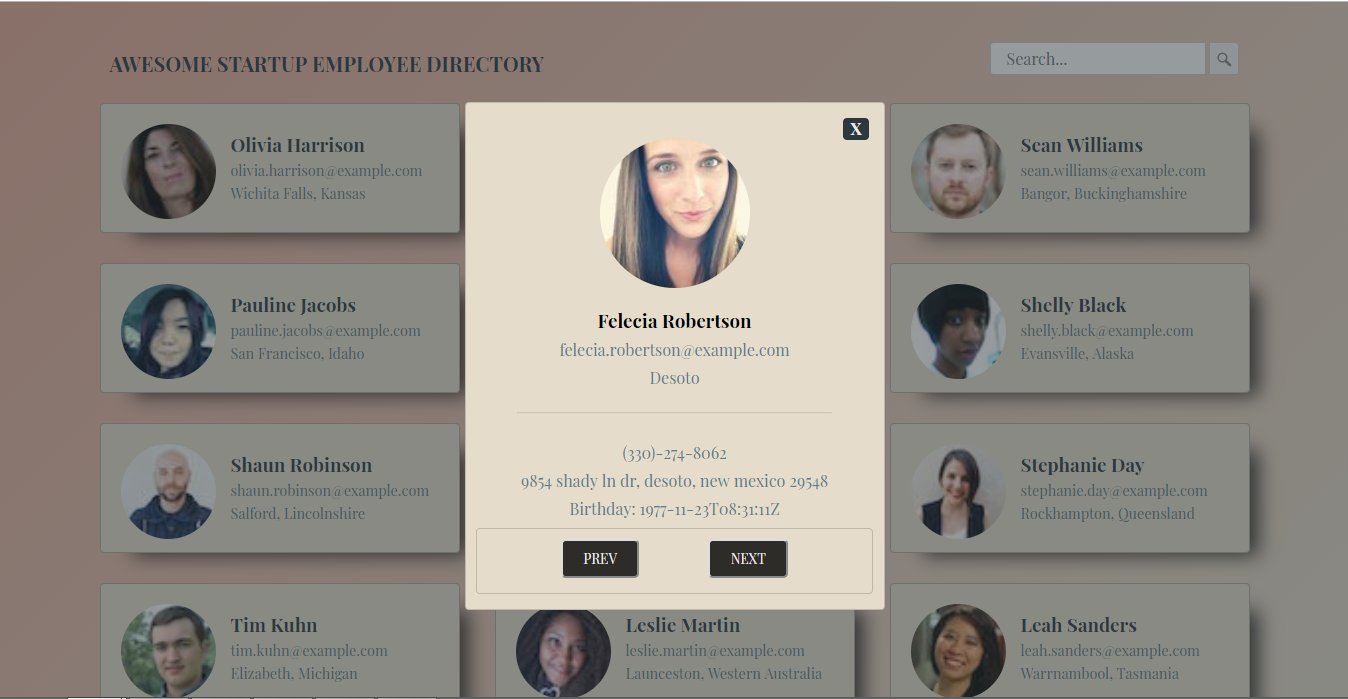 AWESOME STARTUP EMPLOYEE DIRECTORY
Search...
Olivia Harrison
olivia.harrison@example.com
Wichita Falls, Kansas
X
Felecia Robertson
felecia.robertson@example.com
Desoto
(330)-274-8062
9854 shady ln dr, desoto, new mexico 29548
Birthday: 1977-11-23T08:31:11Z
PREV
NEXT
Sean Williams
sean.williams@example.com
Bangor, Buckinghamshire
Pauline Jacobs
pauline.jacobs@example.com
San Francisco, Idaho
Shelly Black
shelly.black@example.com
Evansville, Alaska
Shaun Robinson
shaun.robinson@example.com
Salford, Lincolnshire
Stephanie Day
stephanie.day@example.com
Rockhampton, Queensland
Tim Kuhn
tim.kuhn@example.com
Elizabeth, Michigan
Leslie Martin
leslie.martin@example.com
Launceston, Western Australia
Leah Sanders
leah.sanders@example.com
Warrnambool, Tasmania